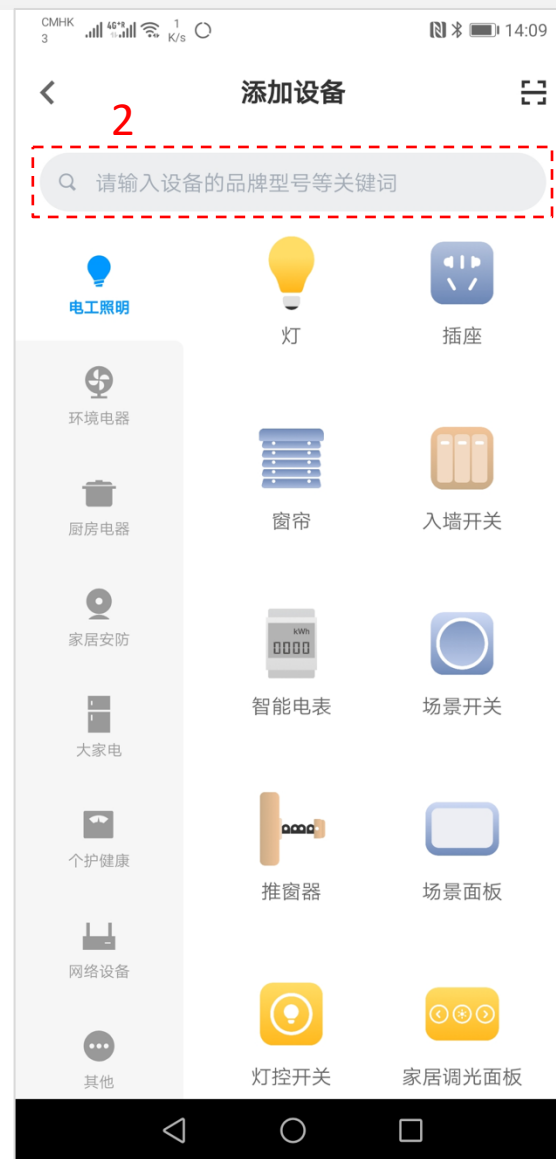 CMHK
3
4G+R
1
K/s
14:09
添加设备
2
请输入设备的品牌型号等关键词
电工照明
灯
插座
环境电器
窗帘
入墙开关
厨房电器
家居安防
kWh
0000
智能电表
场景开关
大家电
推窗器
场景面板
个护健康
网络设备
灯控开关
家居调光面板
其他